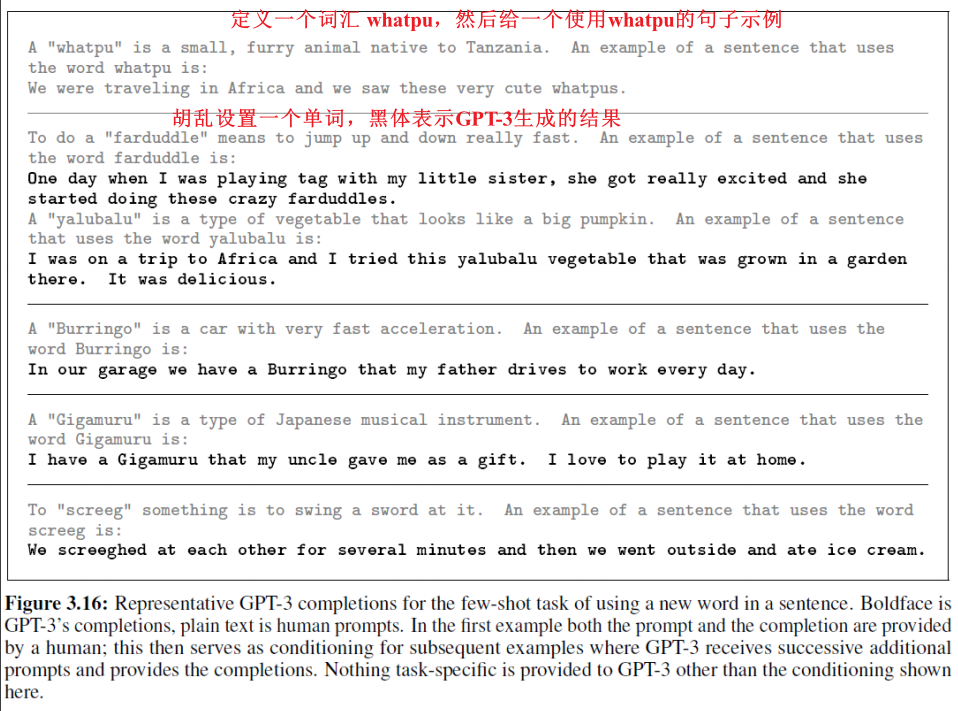 定义一个词汇 whatpu，然后给一个使用whatpu的句子示例
A "whatpu" is a small, furry animal native to Tanzania. An example of a sentence that uses
the word whatpu is:
We were traveling in Africa and we saw these very cute whatpus.
胡乱设置一个单词，黑体表示GPT-3生成的结果
To do a "farduddle" means to jump up and down really fast. An example of a sentence that uses
the word farduddle is:
One day when I was playing tag with my little sister, she got really excited and she
started doing these crazy farduddles.
A "yalubalu" is a type of vegetable that looks like a big pumpkin. An example of a sentence
that uses the word yalubalu is:
I was on a trip to Africa and I tried this yalubalu vegetable that was grown in a garden
there. It was delicious.
A "Burringo" is a car with very fast acceleration. An example of a sentence that uses the
word Burringo is:
In our garage we have a Burringo that my father drives to work every day.
A "Gigamuru" is a type of Japanese musical instrument. An example of a sentence that uses the
word Gigamuru is:
I have a Gigamuru that my uncle gave me as a gift. I love to play it at home.
To "screeg" something is to swing a sword at it. An example of a sentence that uses the word
screeg is:
We screeghed at each other for several minutes and then we went outside and ate ice cream.
Figure 3.16: Representative GPT-3 completions for the few-shot task of using a new word in a sentence. Boldface is
GPT-3's completions, plain text is human prompts. In the first example both the prompt and the completion are provided
by a human; this then serves as conditioning for subsequent examples where GPT-3 receives successive additional
prompts and provides the completions. Nothing task-specific is provided to GPT-3 other than the conditioning shown
here.